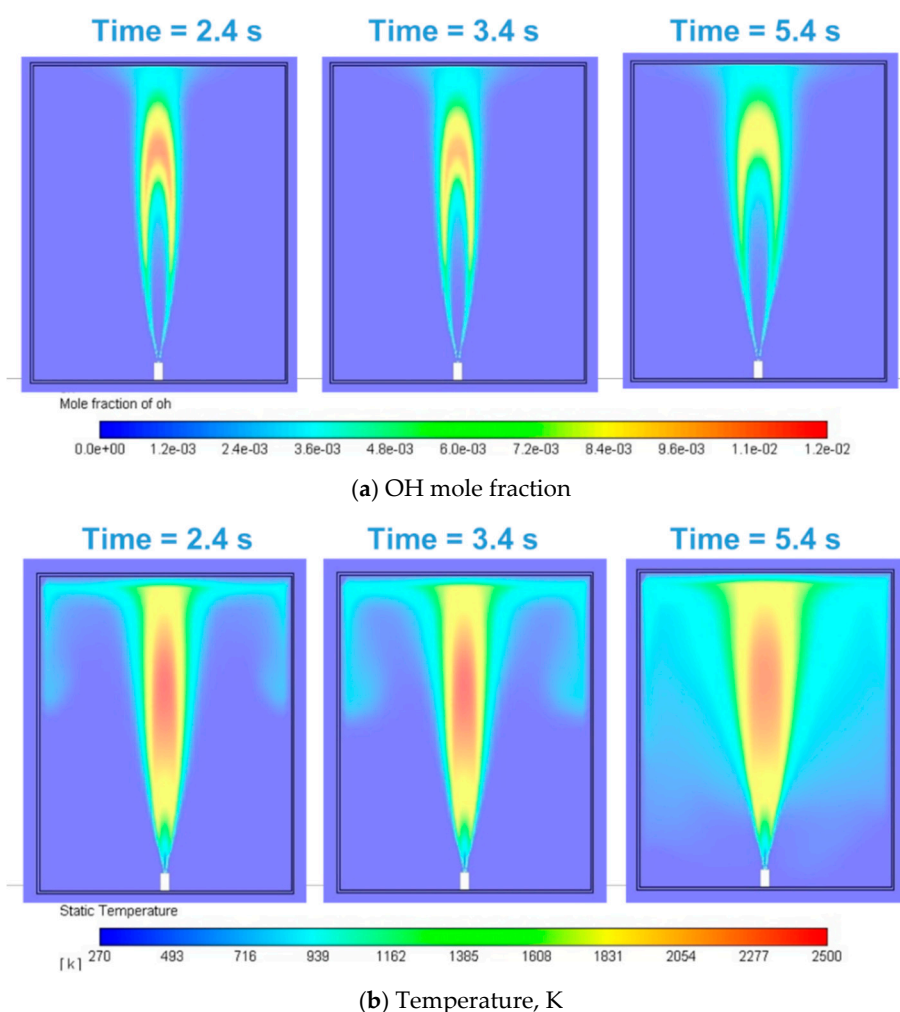 Time = 2.4 s Time = 3.4 s Time = 5.4 s
Mole fraction of oh
0.0e+00 1.2e-03 2.4e-03 3.6e-03 4.8e-03 6.0e-03 7.2e-03 8.4e-03 9.6e-03 1.1e-02 1.2e-02
(a) OH mole fraction
Time = 2.4 s Time = 3.4 s Time = 5.4 s
Static Temperature
[k] 270 493 716 939 1162 1385 1608 1831 2054 2277 2500
(b) Temperature, K